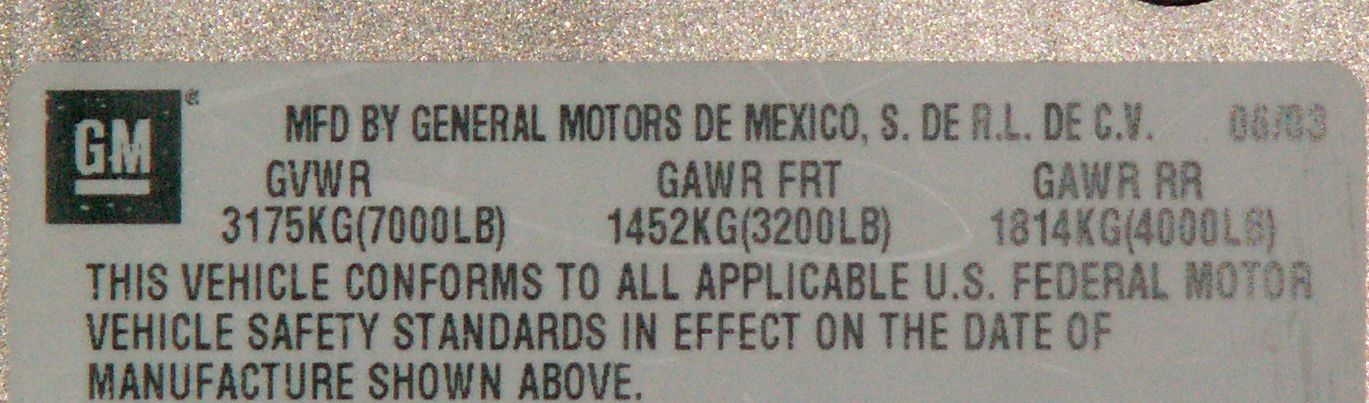 GM®
MFD BY GENERAL MOTORS DE MEXICO, S. DE R.L. DE C.V. 06/03
GVWR GAWR FRT GAWR RR
3175KG(7000LB) 1452KG(3200LB) 1814KG(4000LB)
THIS VEHICLE CONFORMS TO ALL APPLICABLE U.S. FEDERAL MOTOR
VEHICLE SAFETY STANDARDS IN EFFECT ON THE DATE OF
MANUFACTURE SHOWN ABOVE.